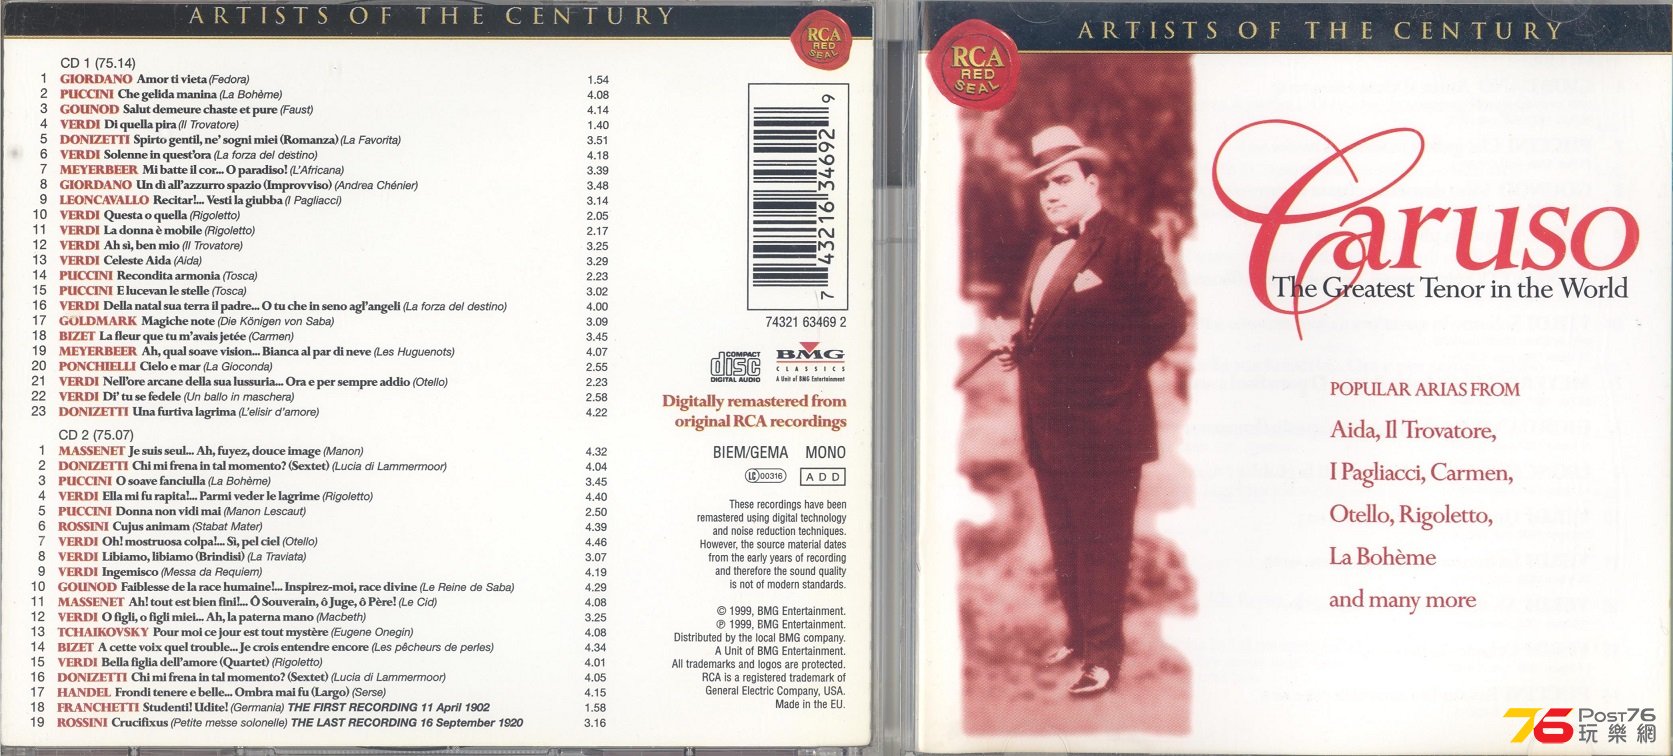 ARTISTS OF THE CENTURY
RCA
RED
SEAL
CD 1 (75.14)
1 GIORDANO Amor ti vieta (Fedora) 1.54
2 PUCCINI Che gelida manina (La Bohème) 4.08
3 GOUNOD Salut demeure chaste et pure (Faust) 4.14
4 VERDI Di quella pira (Il Trovatore) 1.40
5 DONIZETTI Spirto gentil, ne' sogni miei (Romanza) (La Favorita) 3.51
6 VERDI Solenne in quest'ora (La forza del destino) 4.18
7 MEYERBEER Mi batte il cor... O paradiso! (L'Africana) 3.39
8 GIORDANO Un dì all'azzurro spazio (Improvviso) (Andrea Chénier) 3.48
9 LEONCAVALLO Recitar!... Vesti la giubba (I Pagliacci) 3.14
10 VERDI Questa o quella (Rigoletto) 2.05
11 VERDI La donna è mobile (Rigoletto) 2.17
12 VERDI Ah sì, ben mio (Il Trovatore) 3.25
13 VERDI Celeste Aida (Aida) 3.29
14 PUCCINI Recondita armonia (Tosca) 2.23
15 PUCCINI E lucevan le stelle (Tosca) 3.02
16 VERDI Della natal sua terra il padre... O tu che in seno agl'angeli (La forza del destino) 4.00
17 GOLDMARK Magiche note (Die Königen von Saba) 3.09
18 BIZET La fleur que tu m'avais jetée (Carmen) 3.45
19 MEYERBEER Ah, qual soave vision... Bianca al par di neve (Les Huguenots) 4.07
20 PONCHIELLI Cielo e mar (La Gioconda) 2.55
21 VERDI Nell'ore arcane della sua lussuria... Ora e per sempre addio (Otello) 2.23
22 VERDI Di' tu se fedele (Un ballo in maschera) 2.58
23 DONIZETTI Una furtiva lagrima (L'elisir d'amore) 4.22
CD 2 (75.07)
1 MASSENET Je suis seul... Ah, fuyez, douce image (Manon) 4.32
2 DONIZETTI Chi mi frena in tal momento? (Sextet) (Lucia di Lammermoor) 4.04
3 PUCCINI O soave fanciulla (La Bohème) 3.45
4 VERDI Ella mi fu rapita!... Parmi veder le lagrime (Rigoletto) 4.40
5 PUCCINI Donna non vidi mai (Manon Lescaut) 2.50
6 ROSSINI Cujus animam (Stabat Mater) 4.39
7 VERDI Oh! mostruosa colpa!... Sì, pel ciel (Otello) 4.46
8 VERDI Libiamo, libiamo (Brindisi) (La Traviata) 3.07
9 VERDI Ingemisco (Messa da Requiem) 4.19
10 GOUNOD Faiblesse de la race humaine!... Inspirez-moi, race divine (Le Reine de Saba) 4.29
11 MASSENET Ah! tout est bien fini!... Ô Souverain, ô Juge, ô Père! (Le Cid) 4.08
12 VERDI O figli, o figli miei... Ah, la paterna mano (Macbeth) 3.25
13 TCHAIKOVSKY Pour moi ce jour est tout mystère (Eugene Onegin) 4.08
14 BIZET A cette voix quel trouble... Je crois entendre encore (Les pêcheurs de perles) 4.34
15 VERDI Bella figlia dell'amore (Quartet) (Rigoletto) 4.01
16 DONIZETTI Chi mi frena in tal momento? (Sextet) (Lucia di Lammermoor) 4.05
17 HANDEL Frondi tenere e belle... Ombra mai fu (Largo) (Serse) 4.15
18 FRANCHETTI Studenti! Udite! (Germania) THE FIRST RECORDING 11 April 1902 1.58
19 ROSSINI Crucifixus (Petite messe solonelle) THE LAST RECORDING 16 September 1920 3.16
7 43216 34692 9
74321 63469 2
COMPACT
disc
DIGITAL AUDIO
BMG
CLASSICS
A Unit of BMG Entertainment
Digitally remastered from
original RCA recordings
BIEM/GEMA MONO
LC 00316 ADD
These recordings have been
remastered using digital technology
and noise reduction techniques.
However, the source material dates
from the early years of recording
and therefore the sound quality
is not of modern standards.
© 1999, BMG Entertainment.
℗ 1999, BMG Entertainment.
Distributed by the local BMG company.
A Unit of BMG Entertainment.
All trademarks and logos are protected.
RCA is a registered trademark of
General Electric Company, USA.
Made in the EU.
ARTISTS OF THE CENTURY
RCA
RED
SEAL
Caruso
The Greatest Tenor in the World
POPULAR ARIAS FROM
Aida, Il Trovatore,
I Pagliacci, Carmen,
Otello, Rigoletto,
La Bohème
and many more
76 POST76
玩樂網